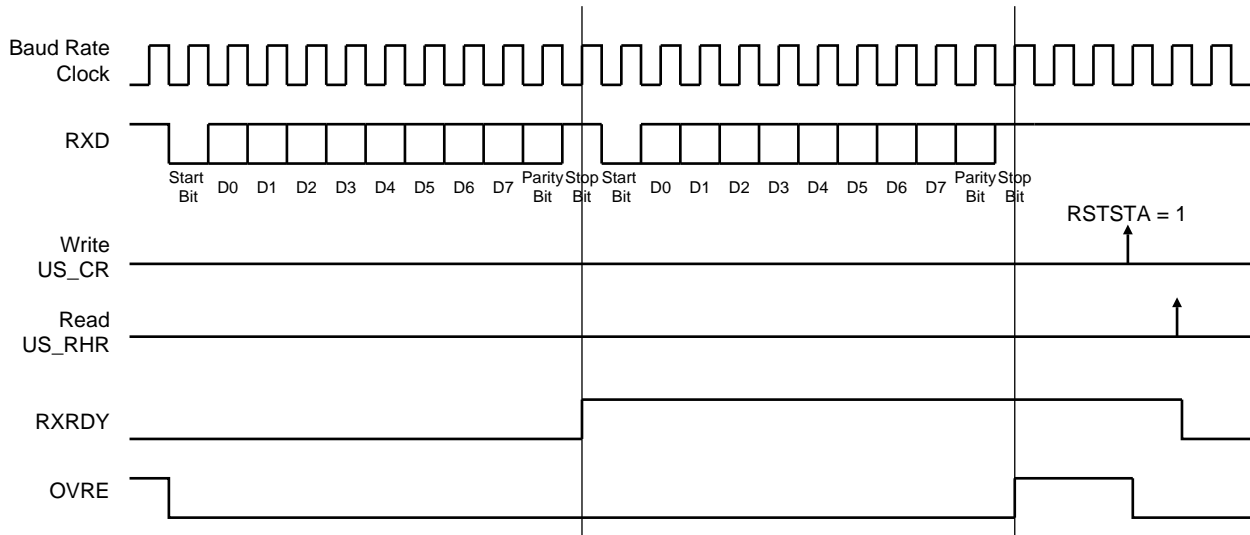 Baud Rate
Clock
RXD
Start
Bit
D0
D1
D2
D3
D4
D5
D6
D7
Parity
Bit
Stop
Bit
Start
Bit
D0
D1
D2
D3
D4
D5
D6
D7
Parity
Bit
Stop
Bit
RSTSTA = 1
Write
US_CR
Read
US_RHR
RXRDY
OVRE